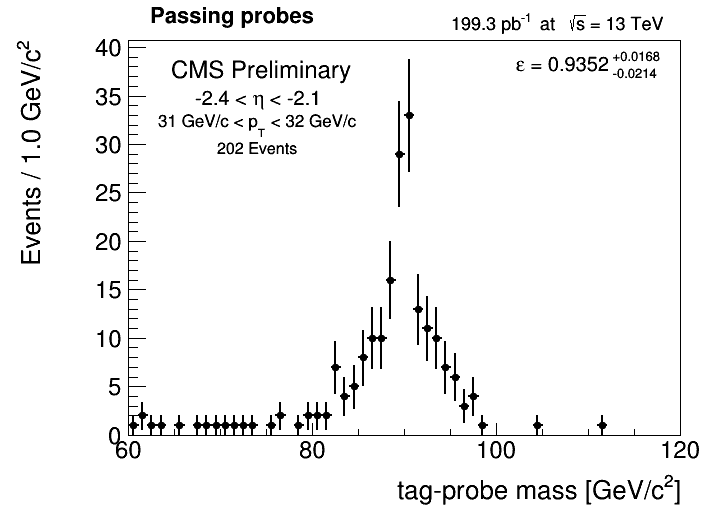 Passing probes
199.3 pb⁻¹ at √s = 13 TeV
CMS Preliminary
ε = 0.9352 +0.0168 -0.0214
-2.4 < η < -2.1
31 GeV/c < p_T < 32 GeV/c
202 Events
Events / 1.0 GeV/c²
40
35
30
25
20
15
10
5
0
60 80 100 120
tag-probe mass [GeV/c²]